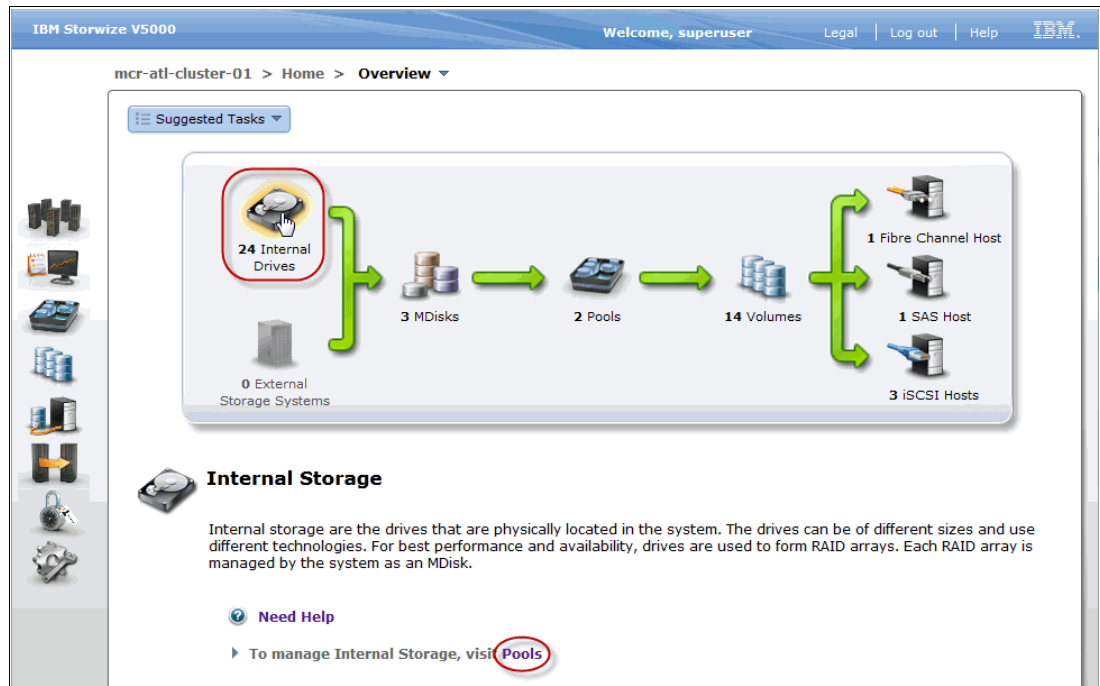 IBM Storwize V5000
Welcome, superuser
Legal | Log out | Help
IBM.
mcr-atl-cluster-01 > Home > Overview
Suggested Tasks
24 Internal
Drives
0 External
Storage Systems
3 MDisks
2 Pools
14 Volumes
1 Fibre Channel Host
1 SAS Host
3 iSCSI Hosts
Internal Storage
Internal storage are the drives that are physically located in the system. The drives can be of different sizes and use
different technologies. For best performance and availability, drives are used to form RAID arrays. Each RAID array is
managed by the system as an MDisk.
Need Help
To manage Internal Storage, visit Pools